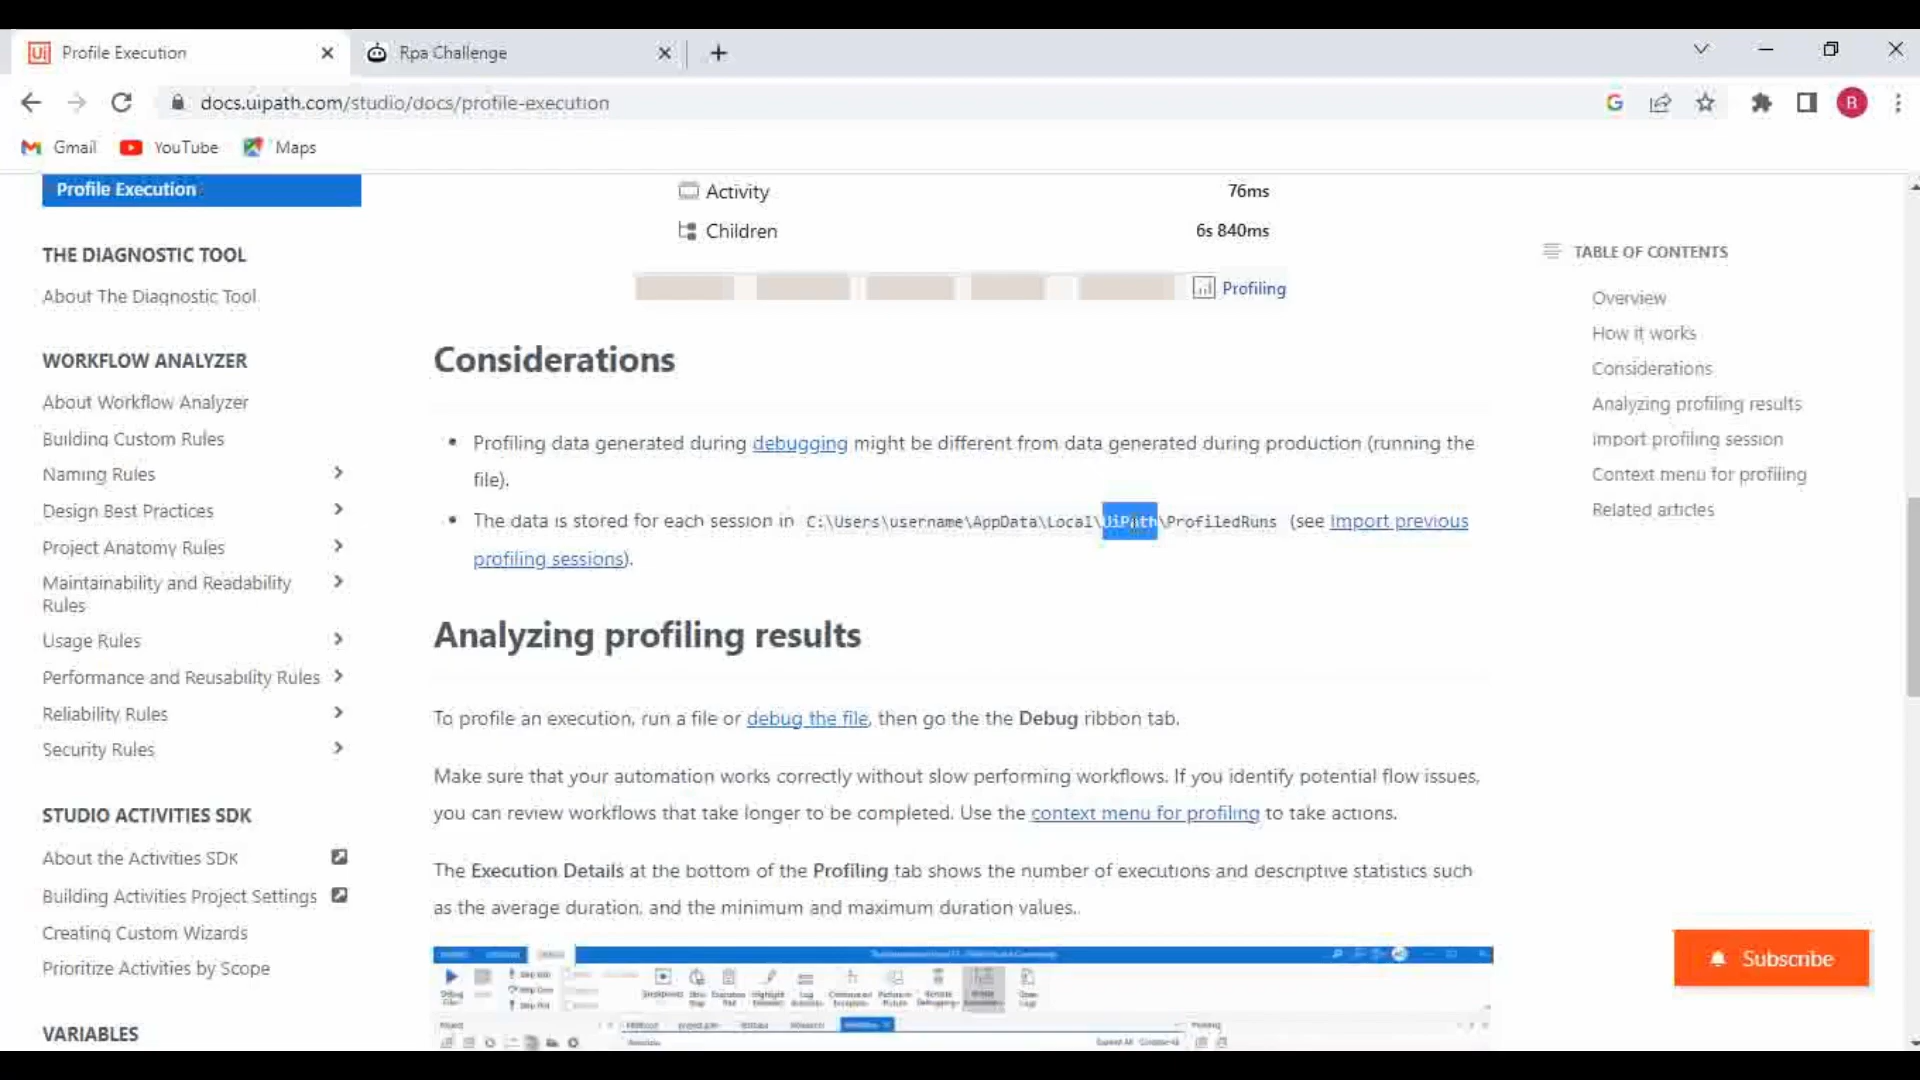 Profile Execution
Rpa Challenge
docs.uipath.com/studio/docs/profile-execution
G
R
Gmail
YouTube
Maps
Profile Execution
THE DIAGNOSTIC TOOL
About The Diagnostic Tool
WORKFLOW ANALYZER
About Workflow Analyzer
Building Custom Rules
Naming Rules
Design Best Practices
Project Anatomy Rules
Maintainability and Readability
Rules
Usage Rules
Performance and Reusability Rules
Reliability Rules
Security Rules
STUDIO ACTIVITIES SDK
About the Activities SDK
Building Activities Project Settings
Creating Custom Wizards
Prioritize Activities by Scope
VARIABLES
Activity 76ms
Children 6s 840ms
Profiling
Considerations
Profiling data generated during debugging might be different from data generated during production (running the
file).
The data is stored for each session in C:\Users\username\AppData\Local\UiPath\ProfiledRuns (see Import previous
profiling sessions).
Analyzing profiling results
To profile an execution, run a file or debug the file, then go the the Debug ribbon tab.
Make sure that your automation works correctly without slow performing workflows. If you identify potential flow issues,
you can review workflows that take longer to be completed. Use the context menu for profiling to take actions.
The Execution Details at the bottom of the Profiling tab shows the number of executions and descriptive statistics such
as the average duration, and the minimum and maximum duration values..
TABLE OF CONTENTS
Overview
How it works
Considerations
Analyzing profiling results
Import profiling session
Context menu for profiling
Related articles
Subscribe